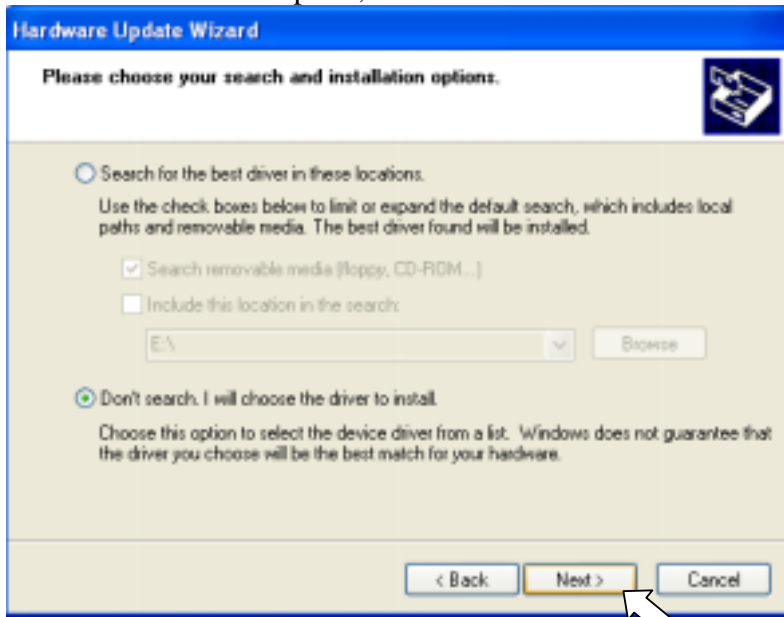 Hardware Update Wizard
Please choose your search and installation options.
Search for the best driver in these locations.
Use the check boxes below to limit or expand the default search, which includes local
paths and removable media. The best driver found will be installed.
Search removable media (floppy, CD-ROM...)
Include this location in the search:
E:\
Browse
Don't search. I will choose the driver to install.
Choose this option to select the device driver from a list. Windows does not guarantee that
the driver you choose will be the best match for your hardware.
< Back Next > Cancel